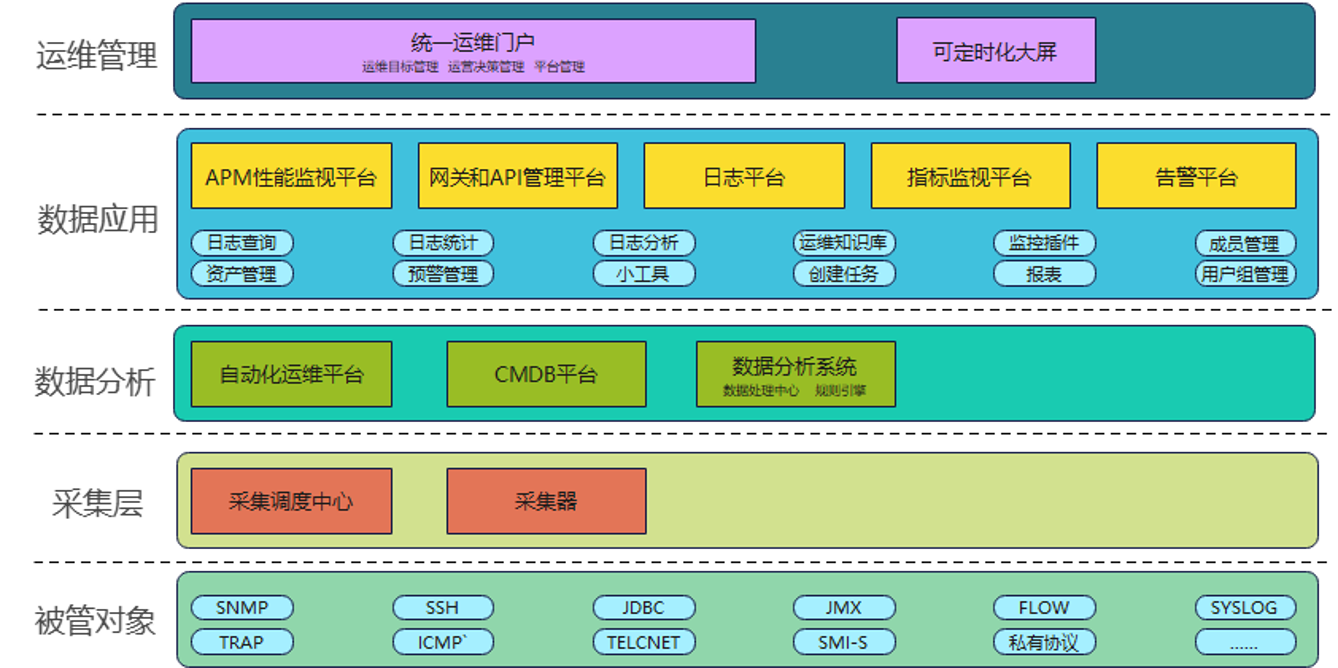 运维管理
统一运维门户
运维目标管理 运营决策管理 平台管理
可定时化大屏
数据应用
APM性能监视平台
网关和API管理平台
日志平台
指标监视平台
告警平台
日志查询
日志统计
日志分析
运维知识库
监控插件
成员管理
资产管理
预警管理
小工具
创建任务
报表
用户组管理
数据分析
自动化运维平台
CMDB平台
数据分析系统
数据处理中心 规则引擎
采集层
采集调度中心
采集器
被管对象
SNMP
SSH
JDBC
JMX
FLOW
SYSLOG
TRAP
ICMP`
TELCNET
SMI-S
私有协议
......